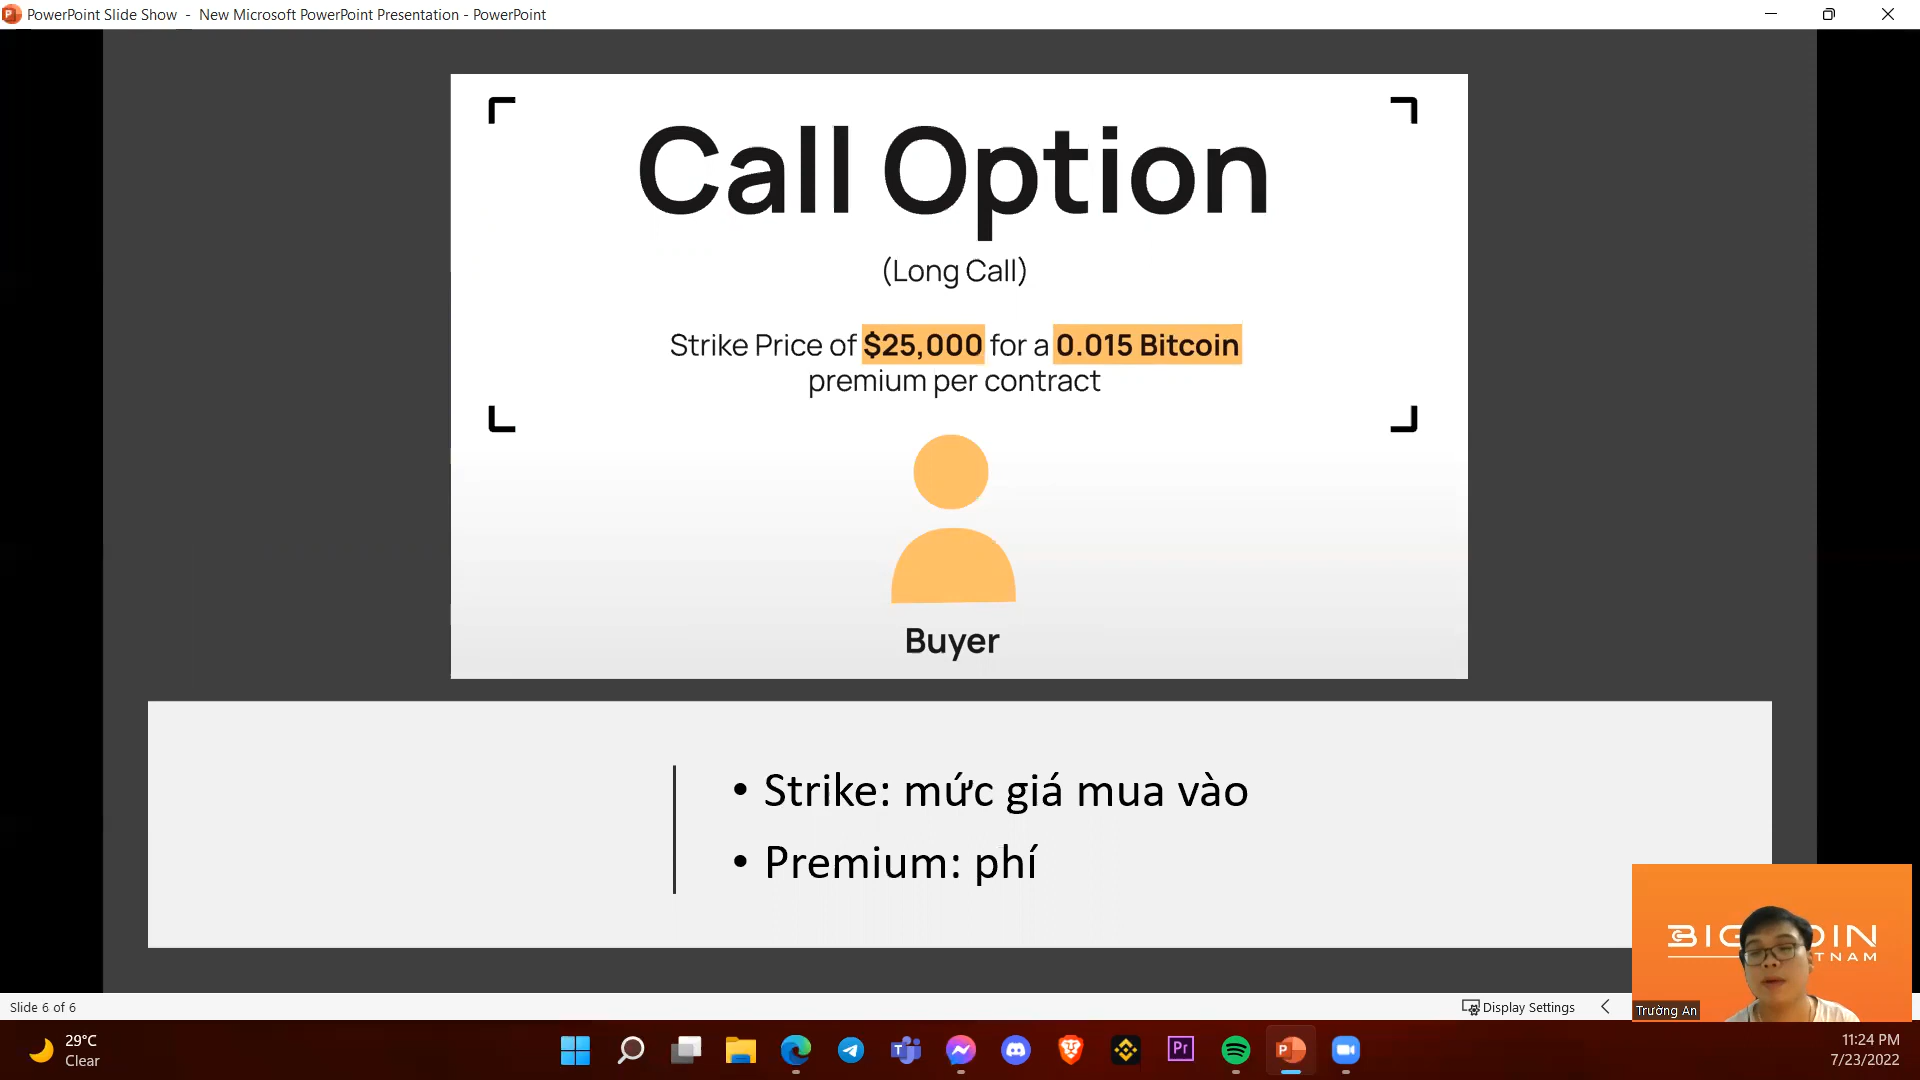 PowerPoint Slide Show - New Microsoft PowerPoint Presentation - PowerPoint
Call Option
(Long Call)
Strike Price of $25,000 for a 0.015 Bitcoin
premium per contract
Buyer
• Strike: mức giá mua vào
• Premium: phí
Trường An
Slide 6 of 6
Display Settings
29°C
Clear
Pr
11:24 PM
7/23/2022